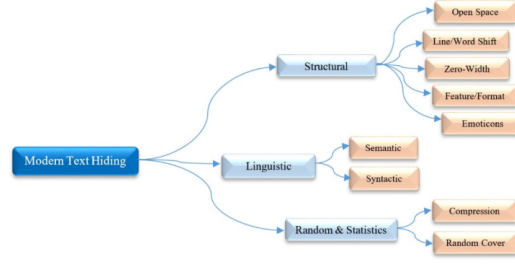 Modern Text Hiding
Structural
Open Space
Line/Word Shift
Zero-Width
Feature/Format
Emoticons
Linguistic
Semantic
Syntactic
Random & Statistics
Compression
Random Cover